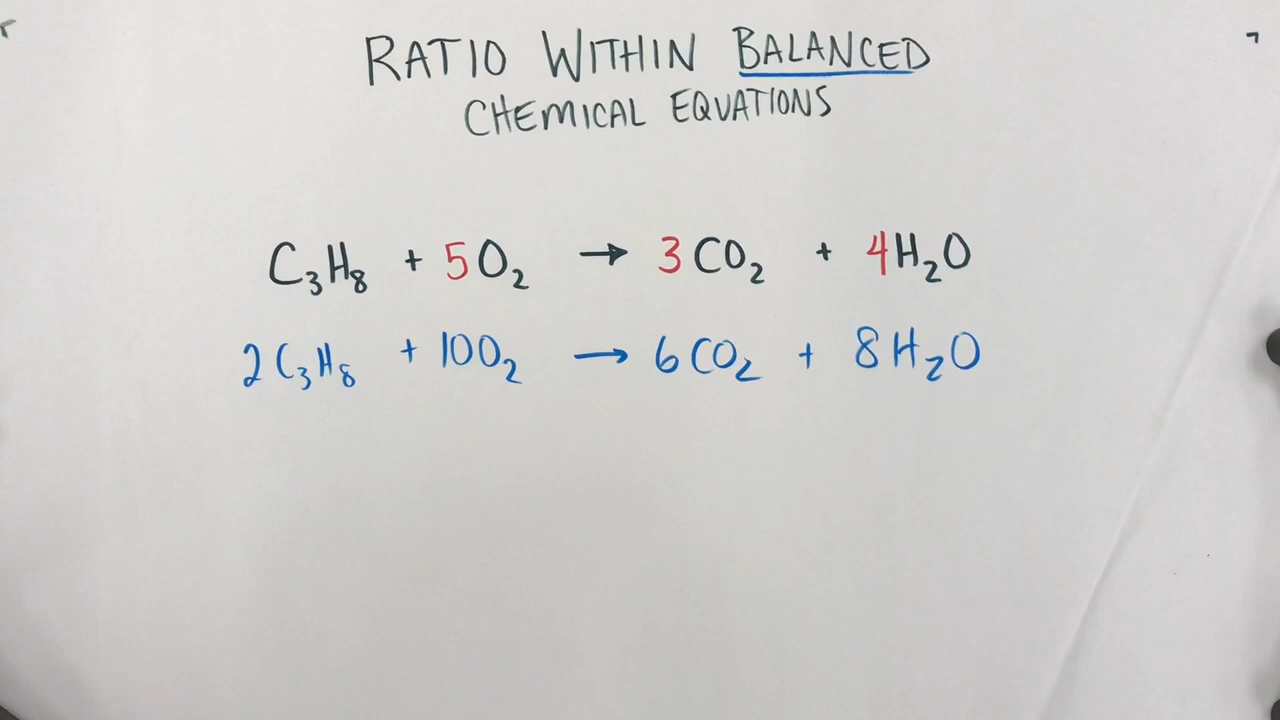 RATIO WITHIN BALANCED
CHEMICAL EQUATIONS
C₃H₈ + 5O₂ → 3CO₂ + 4H₂O
2C₃H₈ + 10O₂ → 6CO₂ + 8H₂O